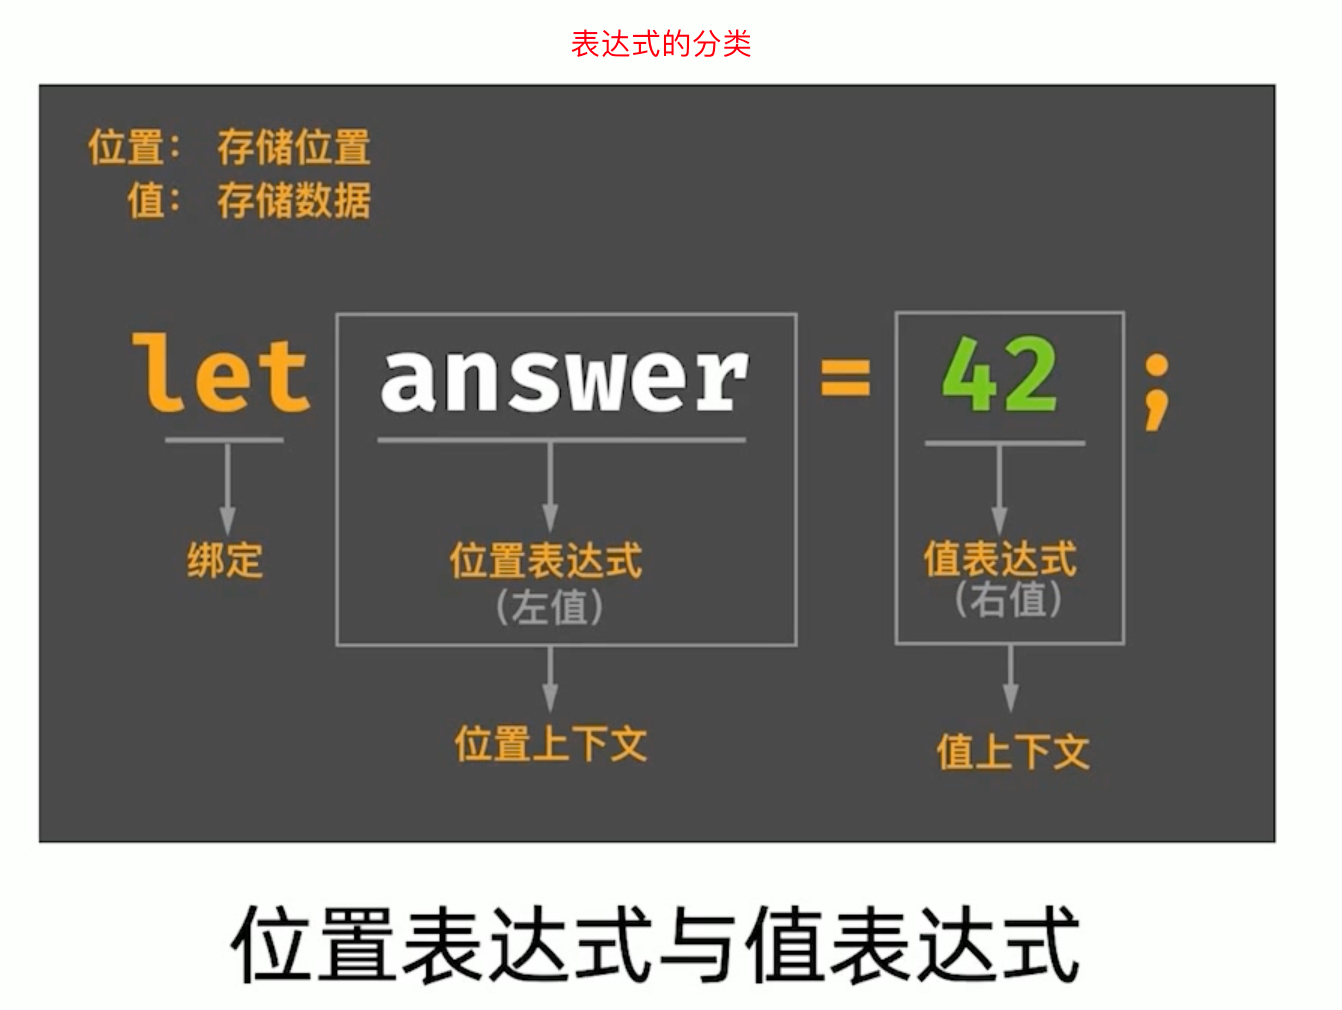 表达式的分类
位置： 存储位置
值： 存储数据
let answer = 42 ;
绑定 位置表达式 值表达式
（左值） （右值）
位置上下文 值上下文
位置表达式与值表达式